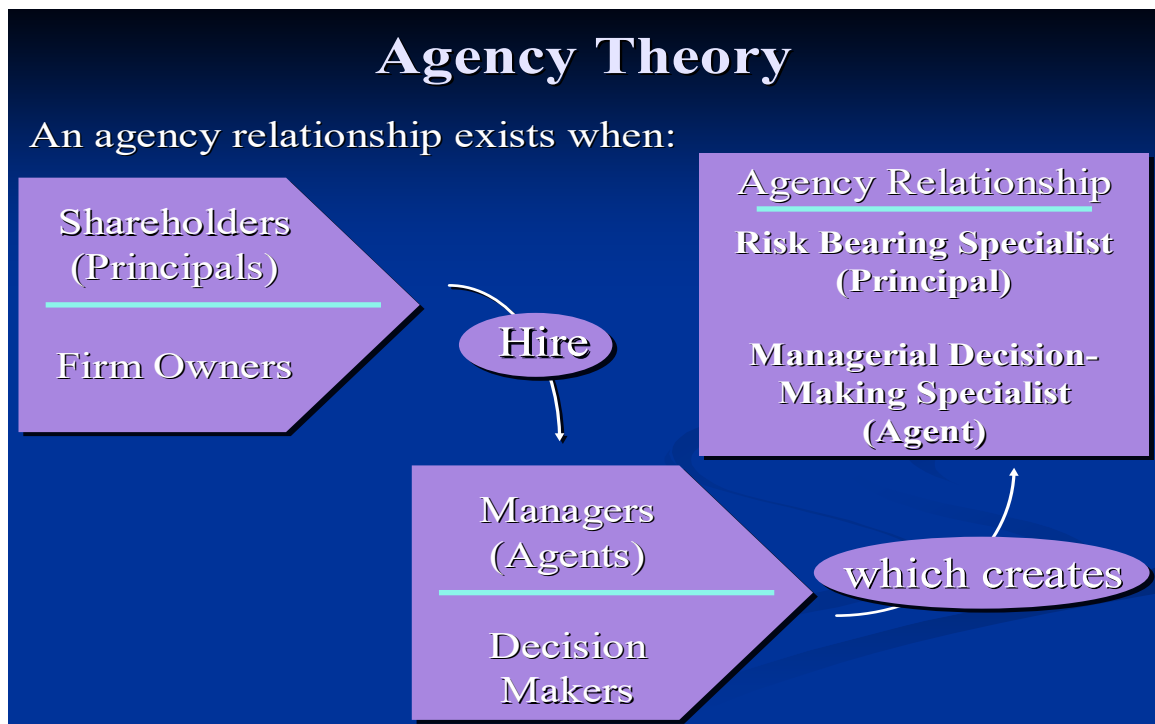 Agency Theory
An agency relationship exists when:
Shareholders
(Principals)
Firm Owners
Hire
Managers
(Agents)
Decision
Makers
which creates
Agency Relationship
Risk Bearing Specialist
(Principal)
Managerial Decision-
Making Specialist
(Agent)